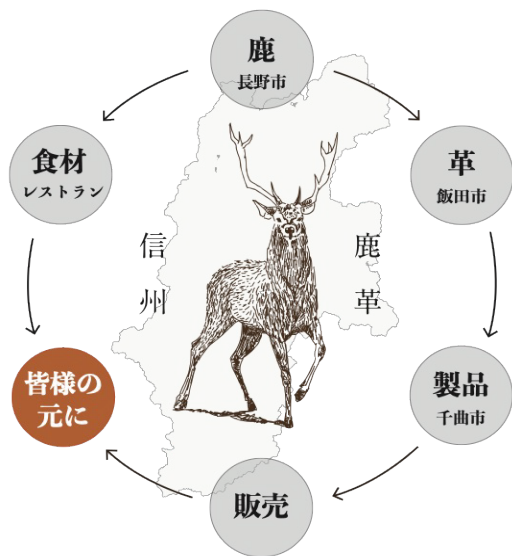 鹿
長野市
食材
レストラン
革
飯田市
信州
鹿革
皆様の
元に
製品
千曲市
販売